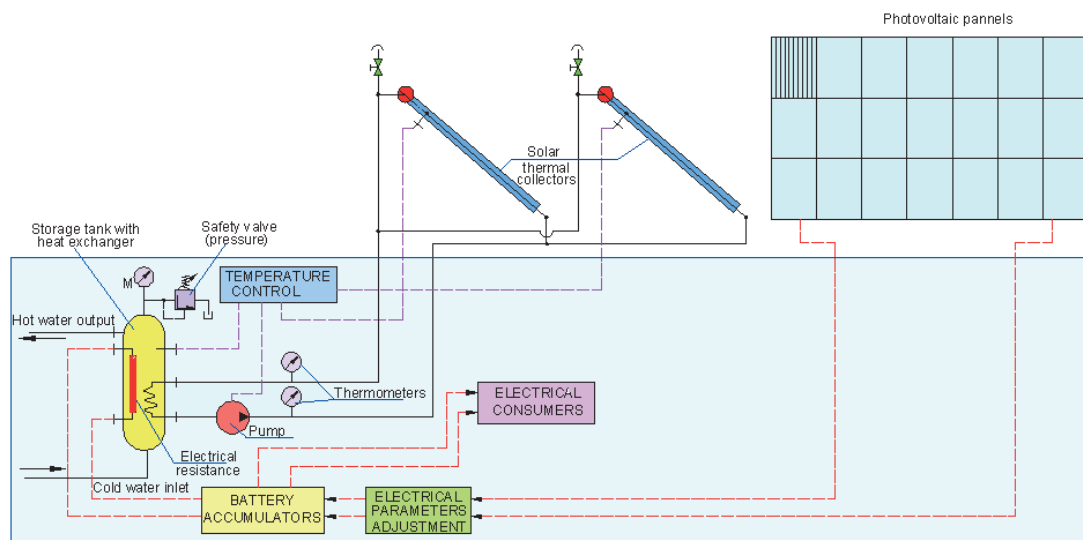 Photovoltaic pannels
Solar
thermal
collectors
Storage tank with
heat exchanger
Safety valve
(pressure)
M
TEMPERATURE
CONTROL
Hot water output
Thermometers
ELECTRICAL
CONSUMERS
Pump
Electrical
resistance
Cold water inlet
BATTERY
ACCUMULATORS
ELECTRICAL
PARAMETERS
ADJUSTMENT